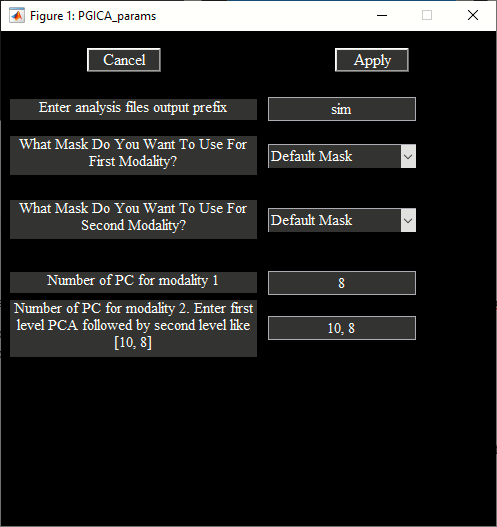 Figure 1: PGICA_params
Cancel
Apply
Enter analysis files output prefix
sim
What Mask Do You Want To Use For
First Modality?
Default Mask
What Mask Do You Want To Use For
Second Modality?
Default Mask
Number of PC for modality 1
8
Number of PC for modality 2. Enter first
level PCA followed by second level like
[10, 8]
10, 8